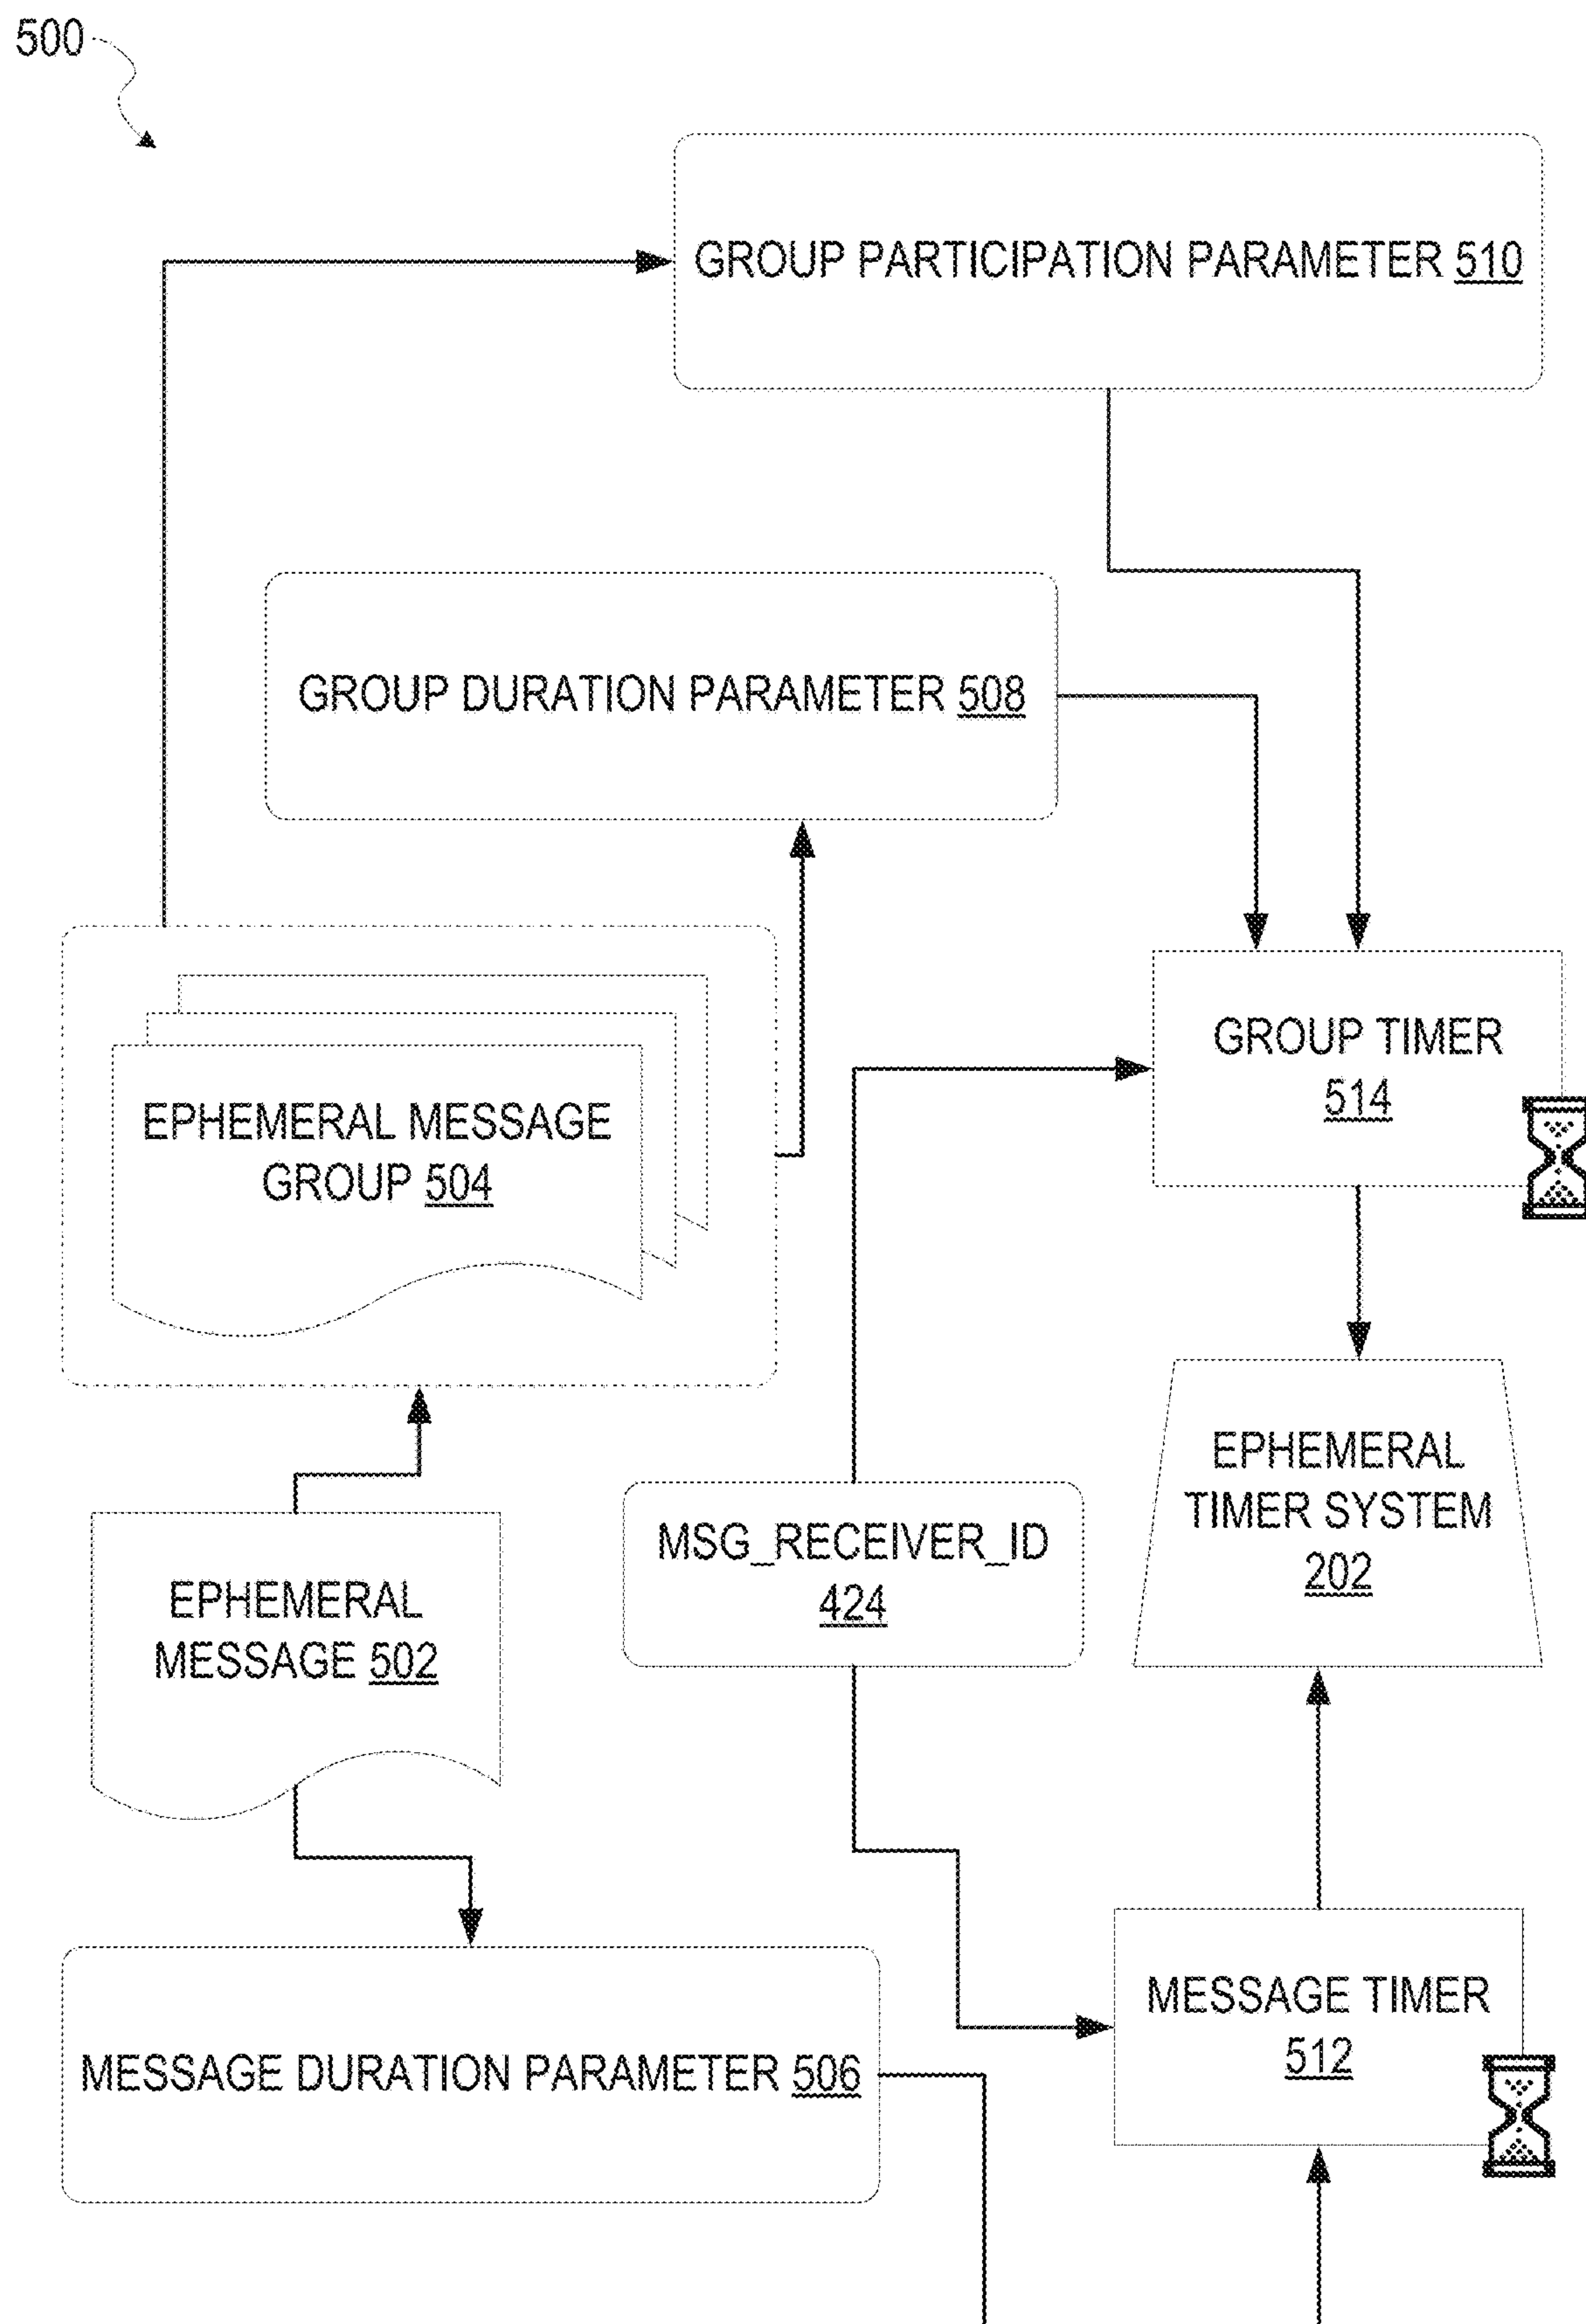 500
GROUP PARTICIPATION PARAMETER 510
GROUP DURATION PARAMETER 508
EPHEMERAL MESSAGE
GROUP 504
GROUP TIMER
514
EPHEMERAL
TIMER SYSTEM
202
MSG_RECEIVER_ID
424
EPHEMERAL
MESSAGE 502
MESSAGE TIMER
512
MESSAGE DURATION PARAMETER 506